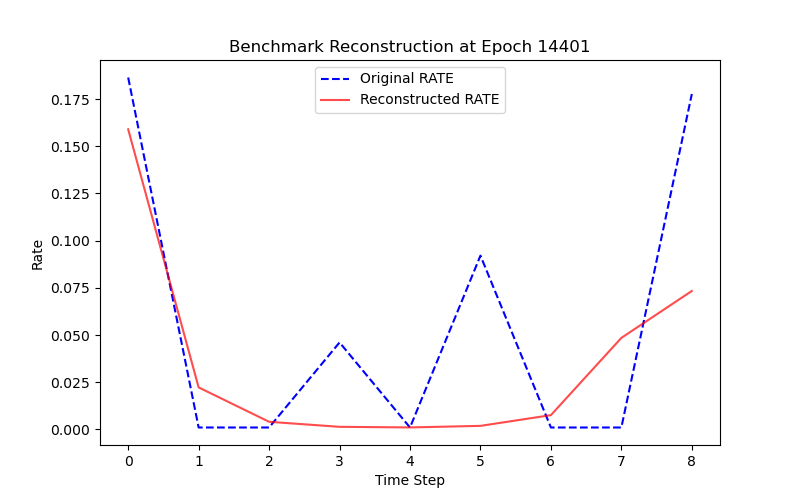 Benchmark Reconstruction at Epoch 14401
Original RATE
Reconstructed RATE
0.175
0.150
0.125
0.100
0.075
0.050
0.025
0.000
Rate
0 1 2 3 4 5 6 7 8
Time Step